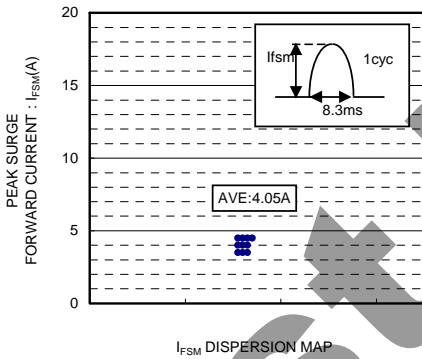 20
15
10
5
0
PEAK SURGE
FORWARD CURRENT : IFSM(A)
Ifsm
1cyc
8.3ms
AVE:4.05A
IFSM DISPERSION MAP